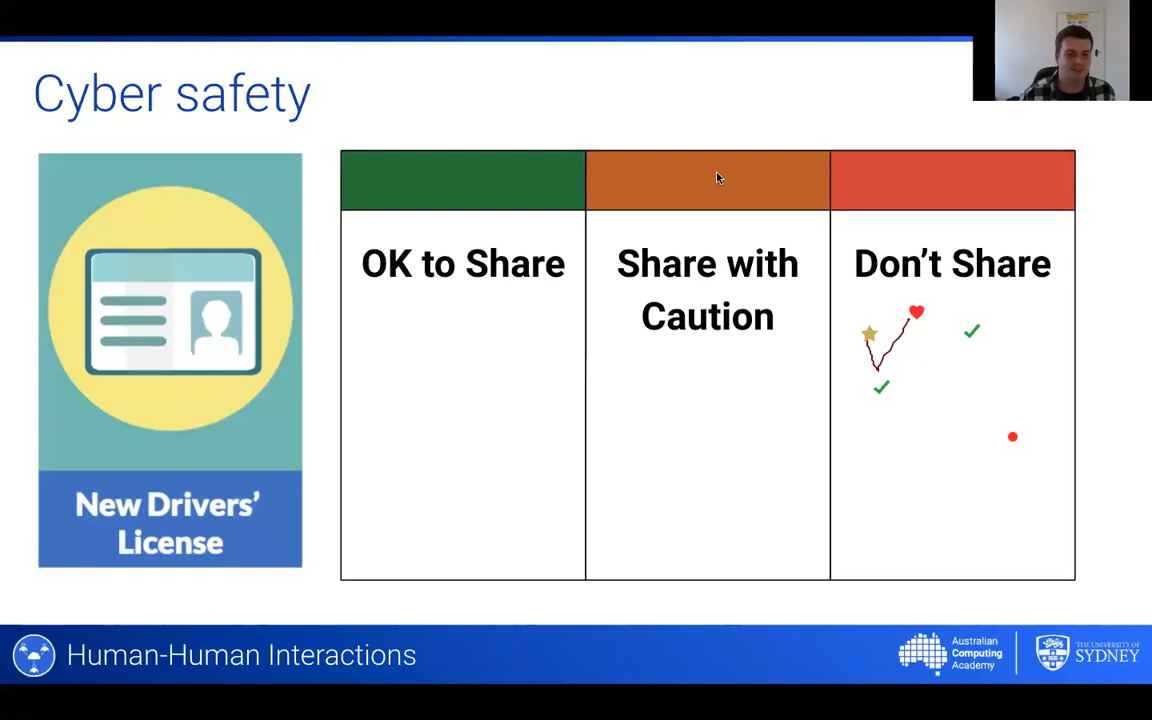 Cyber safety
New Drivers'
License
OK to Share
Share with
Caution
Don't Share
Human-Human Interactions
Australian
Computing
Academy
THE UNIVERSITY OF
SYDNEY